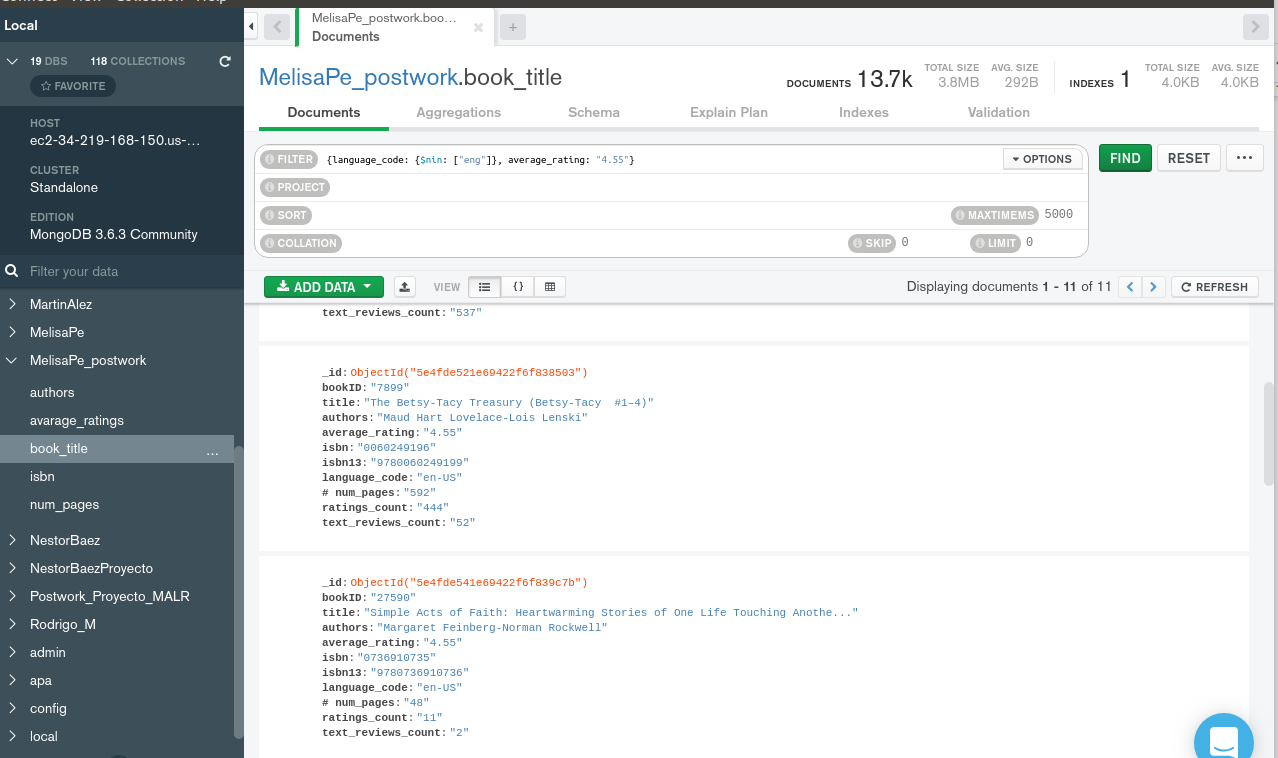 Local
19 DBS 118 COLLECTIONS
FAVORITE
HOST
ec2-34-219-168-150.us-...
CLUSTER
Standalone
EDITION
MongoDB 3.6.3 Community
Filter your data
MartinAlez
MelisaPe
MelisaPe_postwork
authors
avarage_ratings
book_title ...
isbn
num_pages
NestorBaez
NestorBaezProyecto
Postwork_Proyecto_MALR
Rodrigo_M
admin
apa
config
local
MelisaPe_postwork.boo...
Documents
MelisaPe_postwork.book_title
DOCUMENTS 13.7k TOTAL SIZE 3.8MB AVG. SIZE 292B INDEXES 1 TOTAL SIZE 4.0KB AVG. SIZE 4.0KB
Documents Aggregations Schema Explain Plan Indexes Validation
FILTER {language_code: {$nin: ["eng"]}, average_rating: "4.55"} OPTIONS FIND RESET ...
PROJECT
SORT MAXTIMEMS 5000
COLLATION SKIP 0 LIMIT 0
ADD DATA VIEW {} Displaying documents 1 - 11 of 11 REFRESH
text_reviews_count: "537"
_id: ObjectId("5e4fde521e69422f6f838503")
bookID: "7899"
title: "The Betsy-Tacy Treasury (Betsy-Tacy  #1–4)"
authors: "Maud Hart Lovelace-Lois Lenski"
average_rating: "4.55"
isbn: "0060249196"
isbn13: "9780060249199"
language_code: "en-US"
# num_pages: "592"
ratings_count: "444"
text_reviews_count: "52"
_id: ObjectId("5e4fde541e69422f6f839c7b")
bookID: "27590"
title: "Simple Acts of Faith: Heartwarming Stories of One Life Touching Anothe..."
authors: "Margaret Feinberg-Norman Rockwell"
average_rating: "4.55"
isbn: "0736910735"
isbn13: "9780736910736"
language_code: "en-US"
# num_pages: "48"
ratings_count: "11"
text_reviews_count: "2"